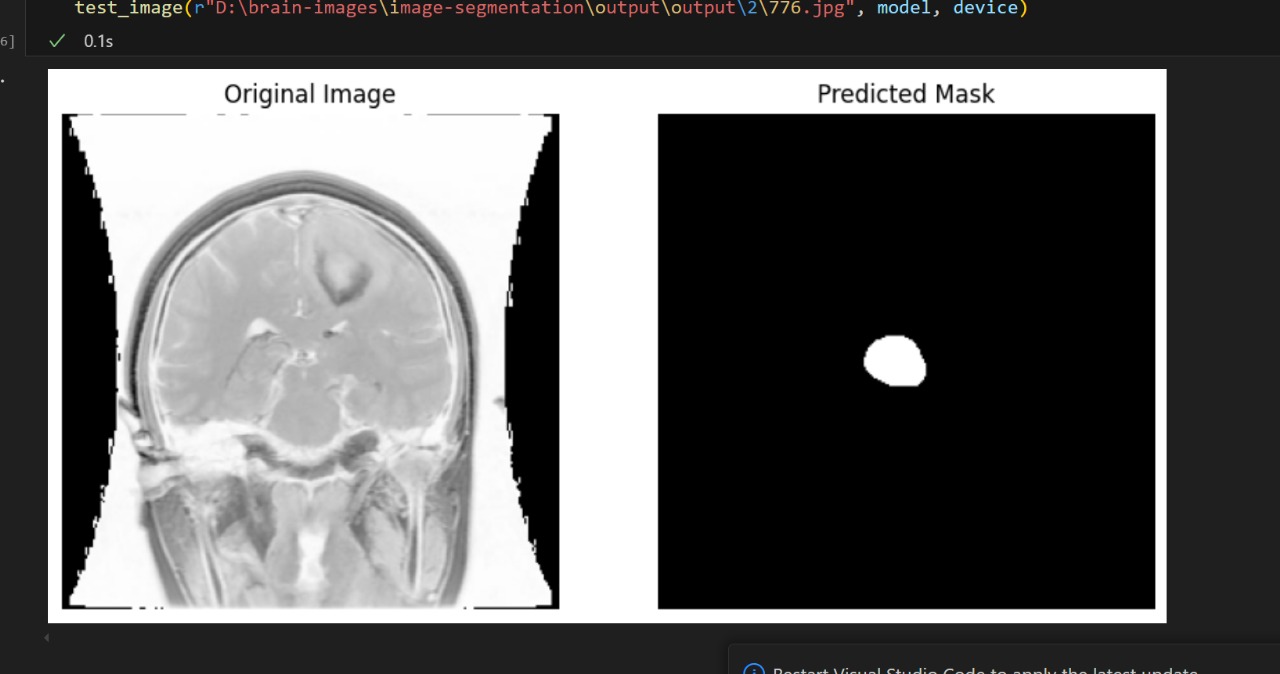 test_image(r"D:\brain-images\image-segmentation\output\output\2\776.jpg", model, device)
6] 0.1s
Original Image
Predicted Mask
Restart Visual Studio Code to apply the latest update.